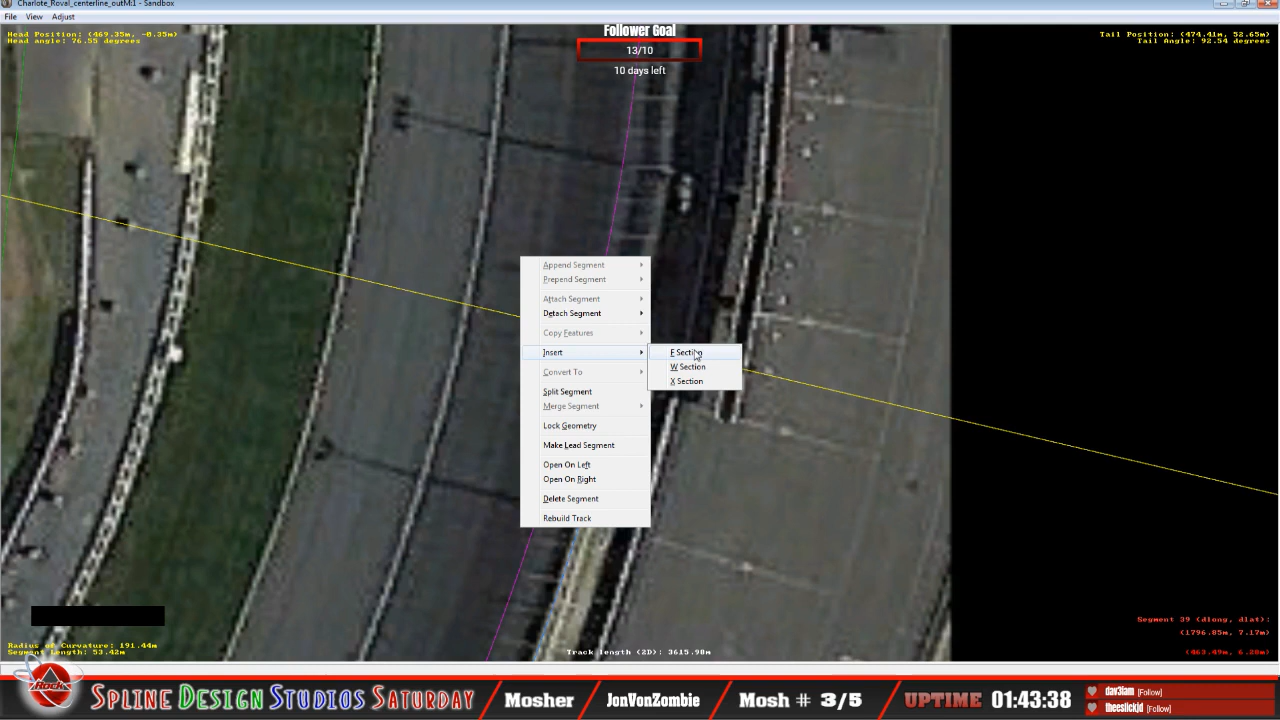 Charlote_Roval_centerline_outM:1 - Sandbox
File View Adjust
Head Position: (469.35m, -0.35m)
Head angle: 76.55 degrees
Follower Goal
13/10
10 days left
Tail Position: (474.41m, 52.65m)
Tail Angle: 92.54 degrees
Append Segment
Prepend Segment
Attach Segment
Detach Segment
Copy Features
Insert
Convert To
Split Segment
Merge Segment
Lock Geometry
Make Lead Segment
Open On Left
Open On Right
Delete Segment
Rebuild Track
F Section
W Section
X Section
Radius of Curvature: 191.44m
Segment Length: 53.42m
Track length (2D): 3615.90m
Segment 39 (dlong, dlat):
(1796.85m, 7.17m)
(463.49m, 6.20m)
Rock
Spline Design Studios Saturday
Mosher
JonVonZombie
Mosh # 3/5
UPTIME 01:43:38
dav3lam [Follow]
theeslickjd [Follow]